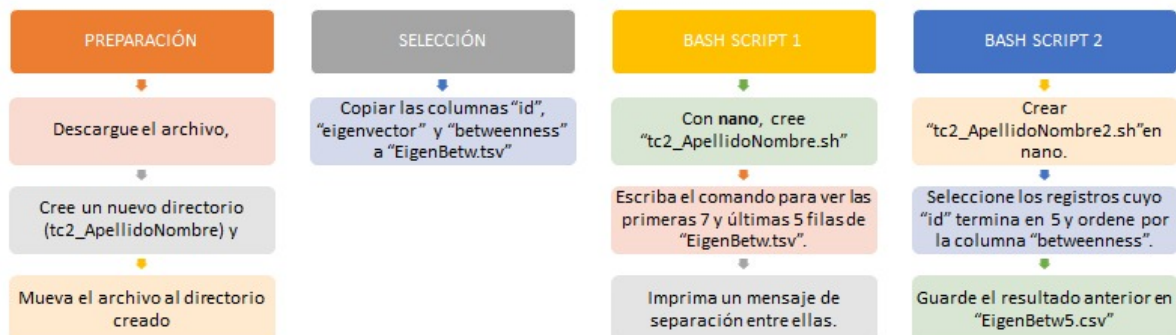 PREPARACIÓN
Descargue el archivo,
Cree un nuevo directorio
(tc2_ApellidoNombre) y
Mueva el archivo al directorio
creado
SELECCIÓN
Copiar las columnas “id”,
“eigenvector” y “betweenness”
a “EigenBetw.tsv”
BASH SCRIPT 1
Con nano, cree
“tc2_ApellidoNombre.sh”
Escriba el comando para ver las
primeras 7 y últimas 5 filas de
“EigenBetw.tsv”.
Imprima un mensaje de
separación entre ellas.
BASH SCRIPT 2
Crear
“tc2_ApellidoNombre2.sh”en
nano.
Seleccione los registros cuyo
“id” termina en 5 y ordene por
la columna “betweenness”.
Guarde el resultado anterior en
“EigenBetw5.csv”